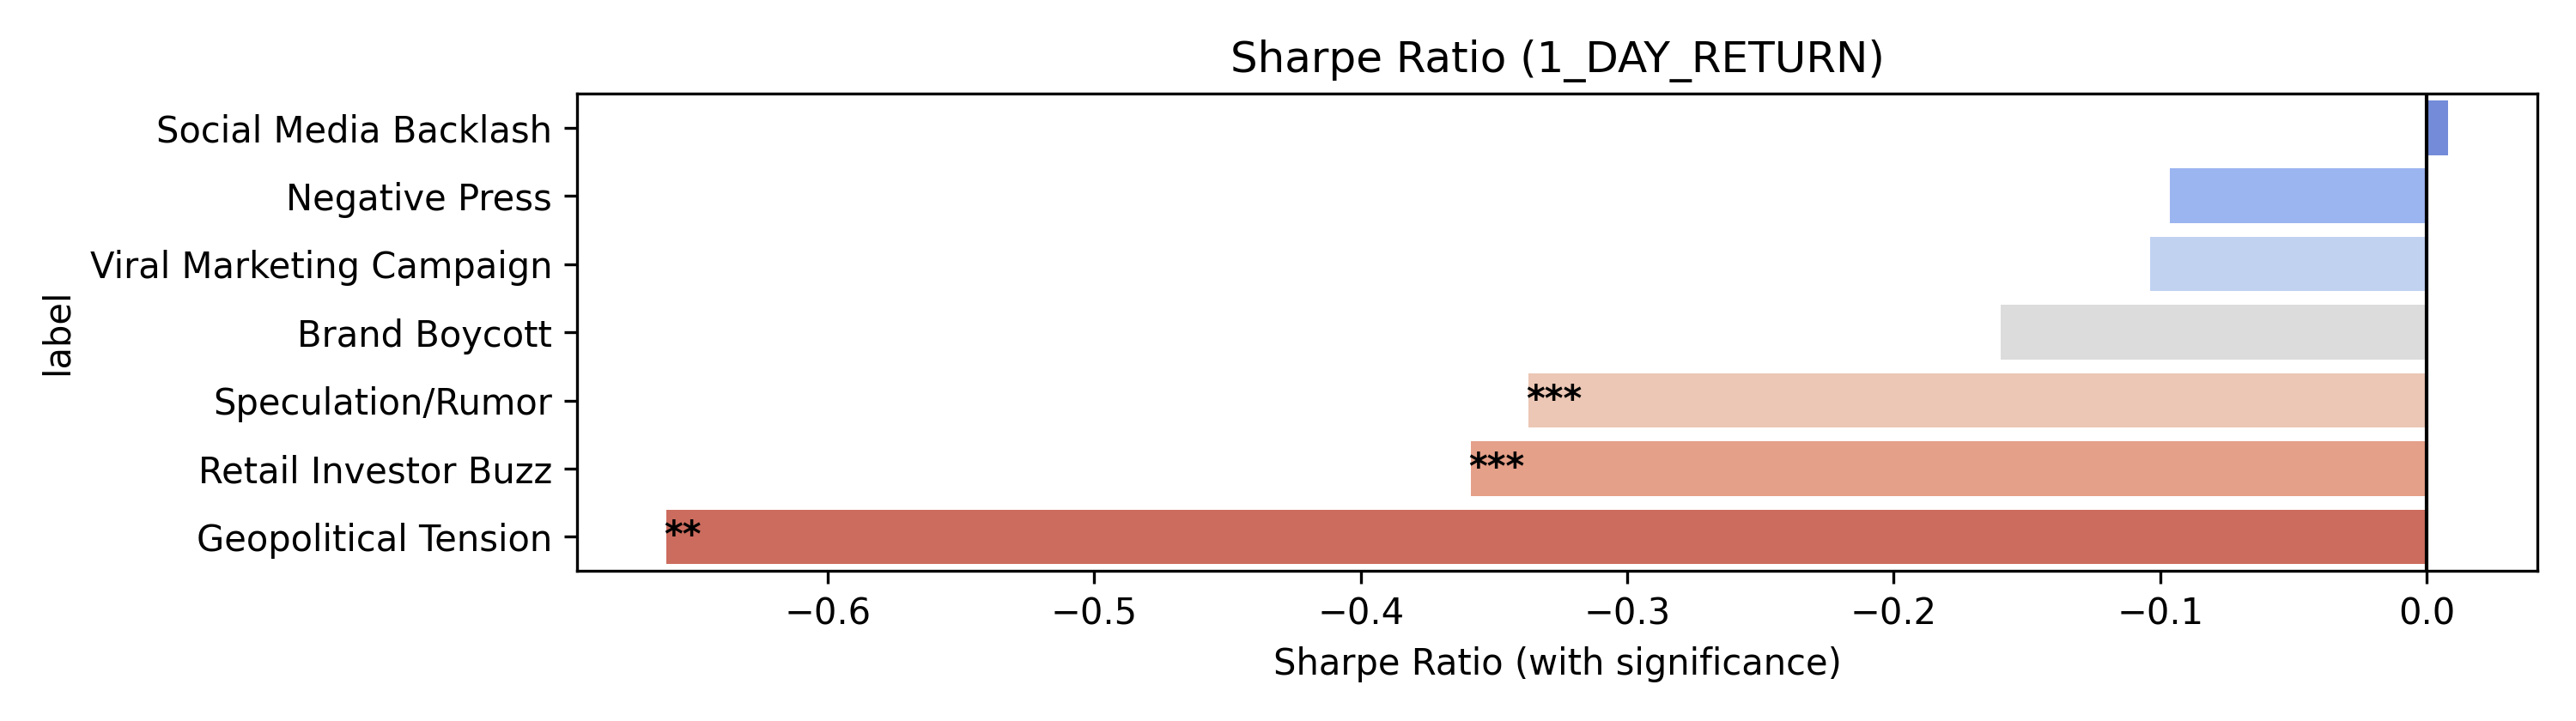 Sharpe Ratio (1_DAY_RETURN)
label
Social Media Backlash
Negative Press
Viral Marketing Campaign
Brand Boycott
Speculation/Rumor
***
Retail Investor Buzz
***
Geopolitical Tension
**
−0.6
−0.5
−0.4
−0.3
−0.2
−0.1
0.0
Sharpe Ratio (with significance)